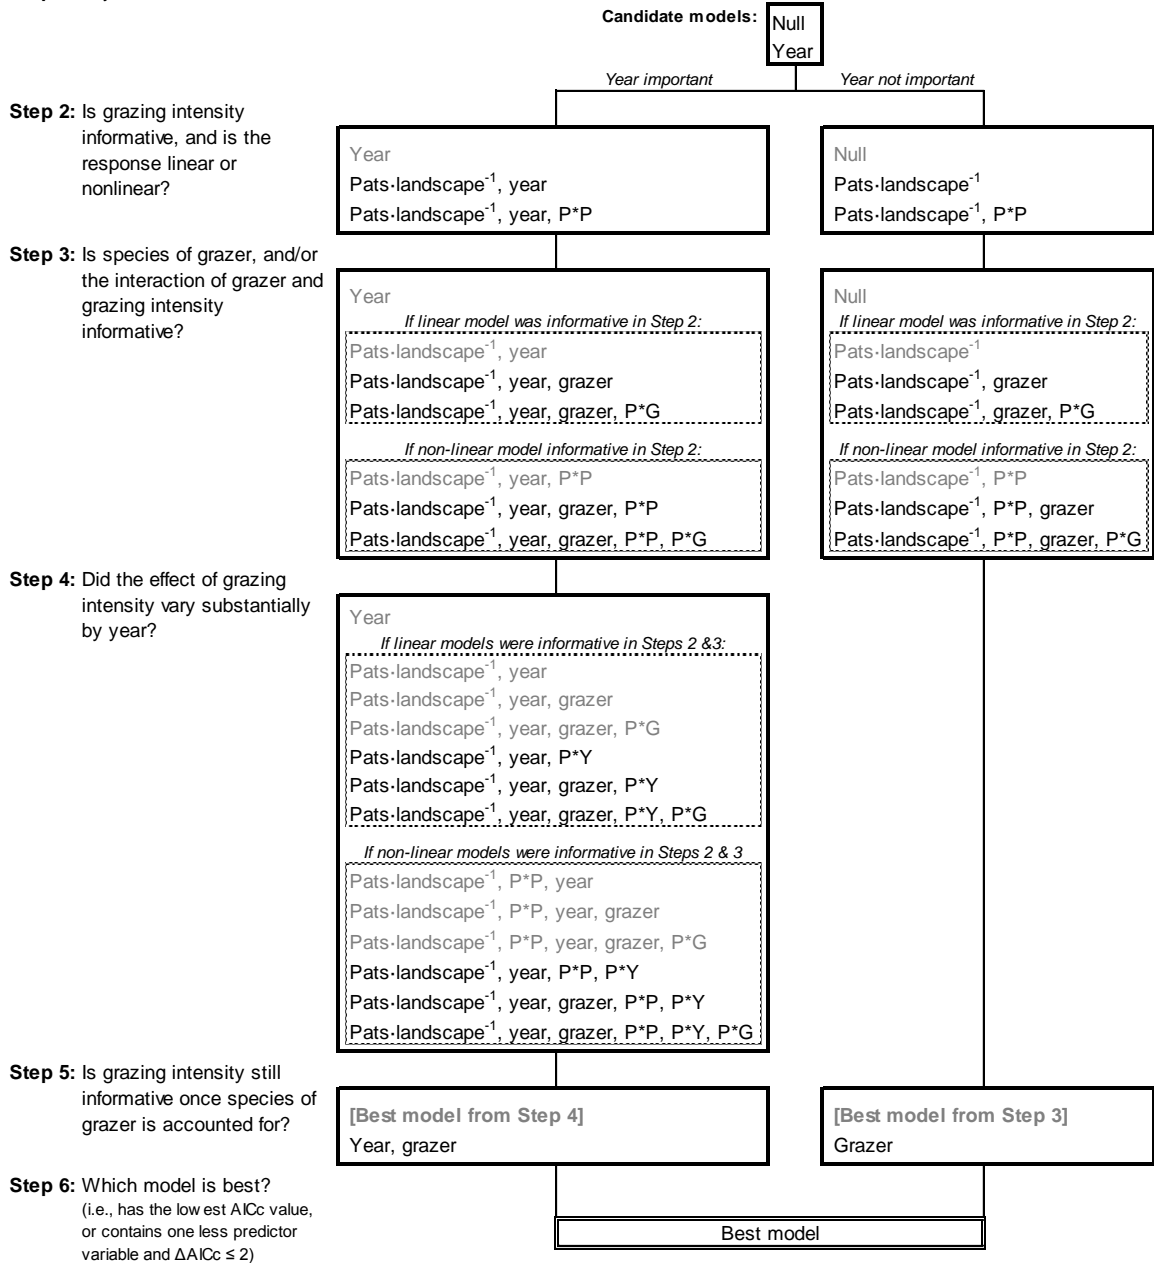 Candidate models:
Null
Year
Year important
Year not important
Step 2: Is grazing intensity
informative, and is the
response linear or
nonlinear?
Year
Pats·landscape⁻¹, year
Pats·landscape⁻¹, year, P*P
Null
Pats·landscape⁻¹
Pats·landscape⁻¹, P*P
Step 3: Is species of grazer, and/or
the interaction of grazer and
grazing intensity
informative?
Year
If linear model was informative in Step 2:
Pats·landscape⁻¹, year
Pats·landscape⁻¹, year, grazer
Pats·landscape⁻¹, year, grazer, P*G
If non-linear model informative in Step 2:
Pats·landscape⁻¹, year, P*P
Pats·landscape⁻¹, year, grazer, P*P
Pats·landscape⁻¹, year, grazer, P*P, P*G
Null
If linear model was informative in Step 2:
Pats·landscape⁻¹
Pats·landscape⁻¹, grazer
Pats·landscape⁻¹, grazer, P*G
If non-linear model informative in Step 2:
Pats·landscape⁻¹, P*P
Pats·landscape⁻¹, P*P, grazer
Pats·landscape⁻¹, P*P, grazer, P*G
Step 4: Did the effect of grazing
intensity vary substantially
by year?
Year
If linear models were informative in Steps 2 &3:
Pats·landscape⁻¹, year
Pats·landscape⁻¹, year, grazer
Pats·landscape⁻¹, year, grazer, P*G
Pats·landscape⁻¹, year, P*Y
Pats·landscape⁻¹, year, grazer, P*Y
Pats·landscape⁻¹, year, grazer, P*Y, P*G
If non-linear models were informative in Steps 2 & 3
Pats·landscape⁻¹, P*P, year
Pats·landscape⁻¹, P*P, year, grazer
Pats·landscape⁻¹, P*P, year, grazer, P*G
Pats·landscape⁻¹, year, P*P, P*Y
Pats·landscape⁻¹, year, grazer, P*P, P*Y
Pats·landscape⁻¹, year, grazer, P*P, P*Y, P*G
Step 5: Is grazing intensity still
informative once species of
grazer is accounted for?
[Best model from Step 4]
Year, grazer
[Best model from Step 3]
Grazer
Step 6: Which model is best?
(i.e., has the lowest AICc value,
or contains one less predictor
variable and ΔAICc ≤ 2)
Best model